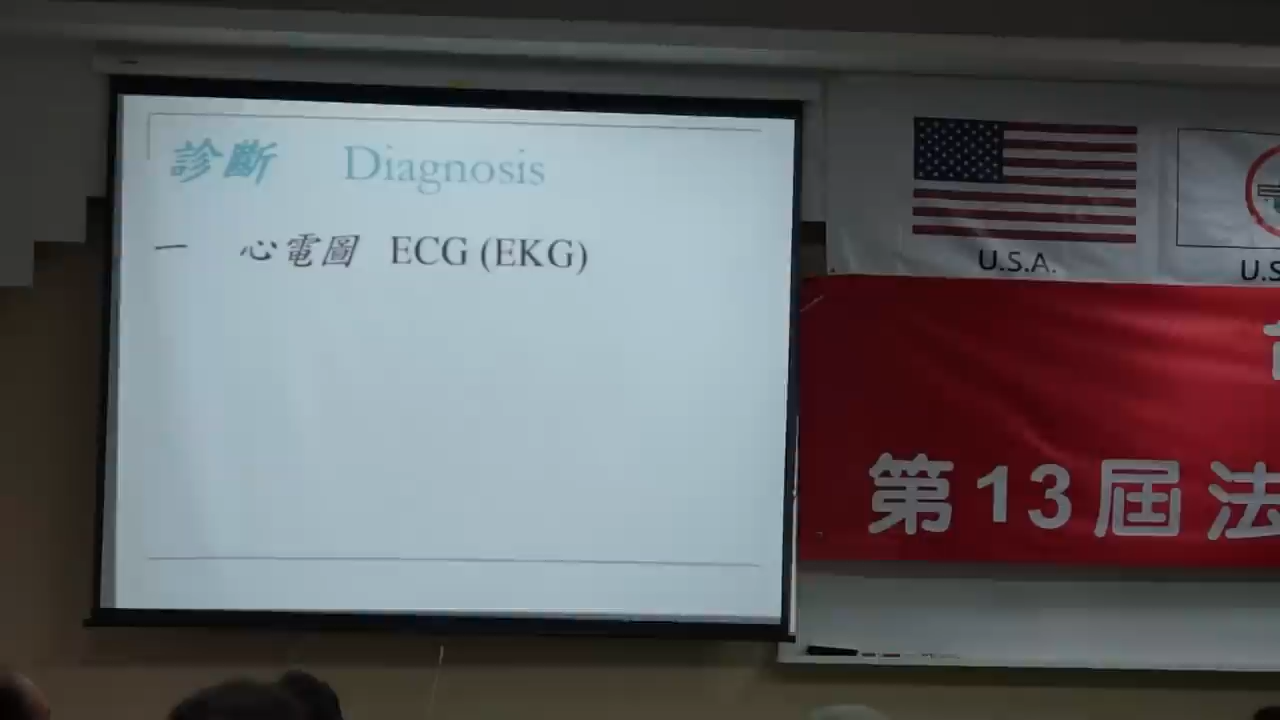 診斷 Diagnosis
一 心電圖 ECG (EKG)
U.S.A.
U.S
第13屆法